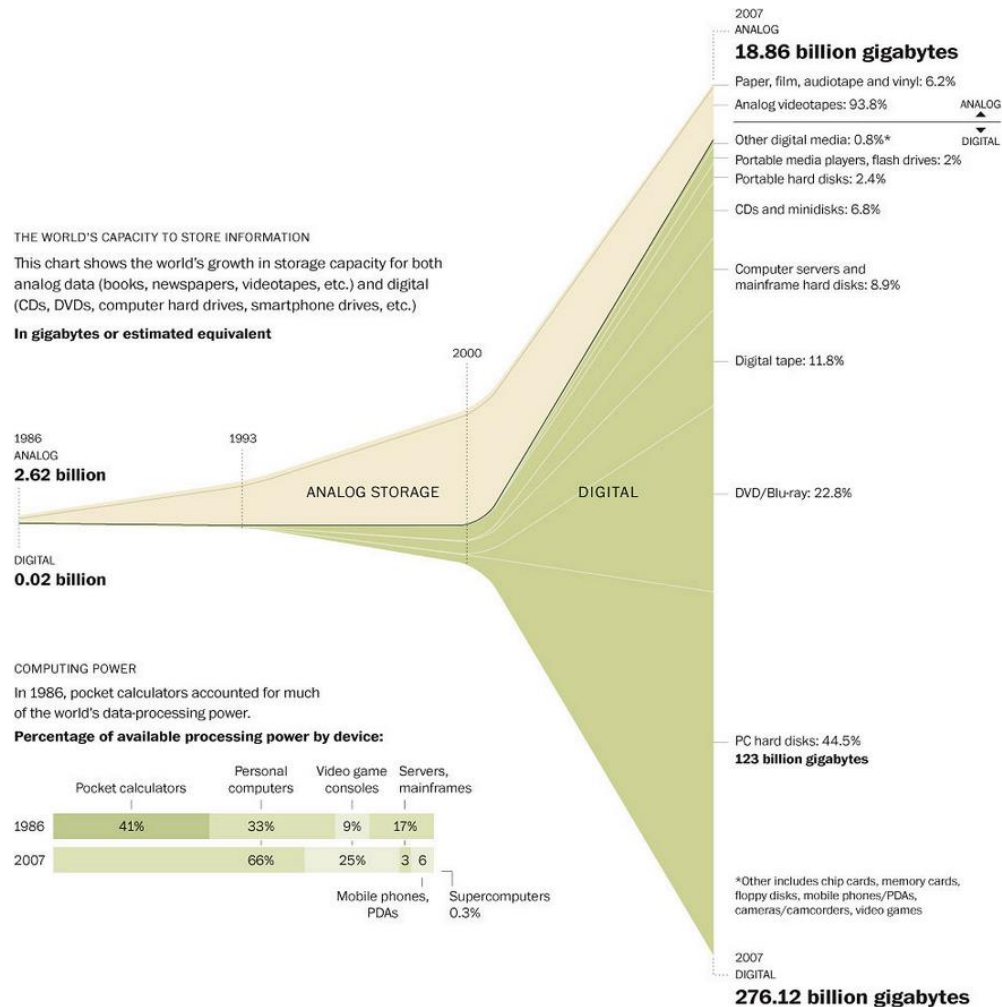 THE WORLD'S CAPACITY TO STORE INFORMATION
This chart shows the world's growth in storage capacity for both
analog data (books, newspapers, videotapes, etc.) and digital
(CDs, DVDs, computer hard drives, smartphone drives, etc.)
In gigabytes or estimated equivalent
1986
ANALOG
2.62 billion
DIGITAL
0.02 billion
1993
2000
ANALOG STORAGE
DIGITAL
2007
ANALOG
18.86 billion gigabytes
Paper, film, audiotape and vinyl: 6.2%
Analog videotapes: 93.8%
ANALOG
DIGITAL
Other digital media: 0.8%*
Portable media players, flash drives: 2%
Portable hard disks: 2.4%
CDs and minidisks: 6.8%
Computer servers and
mainframe hard disks: 8.9%
Digital tape: 11.8%
DVD/Blu-ray: 22.8%
PC hard disks: 44.5%
123 billion gigabytes
*Other includes chip cards, memory cards,
floppy disks, mobile phones/PDAs,
cameras/camcorders, video games
2007
DIGITAL
276.12 billion gigabytes
COMPUTING POWER
In 1986, pocket calculators accounted for much
of the world's data-processing power.
Percentage of available processing power by device:
Pocket calculators
Personal
computers
Video game
consoles
Servers,
mainframes
1986
41%
33%
9%
17%
2007
66%
25%
3
6
Mobile phones,
PDAs
Supercomputers
0.3%